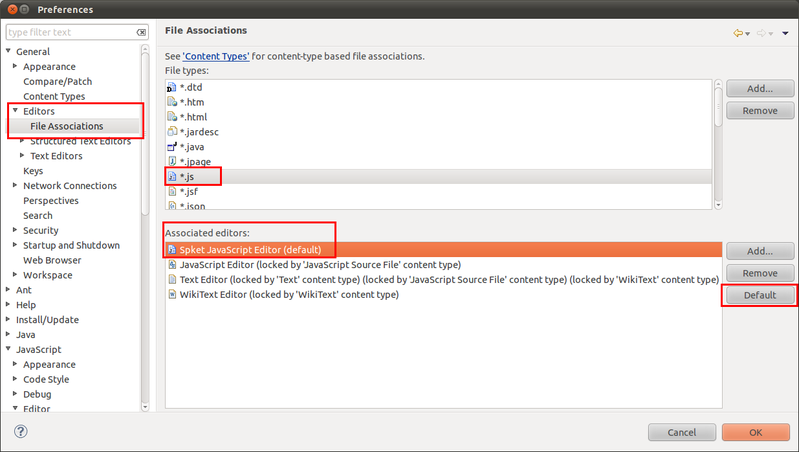 Preferences
type filter text
General
Appearance
Compare/Patch
Content Types
Editors
File Associations
Structured Text Editors
Text Editors
Keys
Network Connections
Perspectives
Search
Security
Startup and Shutdown
Web Browser
Workspace
Ant
Help
Install/Update
Java
JavaScript
Appearance
Code Style
Debug
Editor
File Associations
See 'Content Types' for content-type based file associations.
File types:
*.dtd
*.htm
*.html
*.jardesc
*.java
*.jpage
*.js
*.jsf
*.json
Add...
Remove
Associated editors:
Spket JavaScript Editor (default)
JavaScript Editor (locked by 'JavaScript Source File' content type)
Text Editor (locked by 'Text' content type) (locked by 'JavaScript Source File' content type) (locked by 'WikiText' content type)
WikiText Editor (locked by 'WikiText' content type)
Add...
Remove
Default
?
Cancel
OK